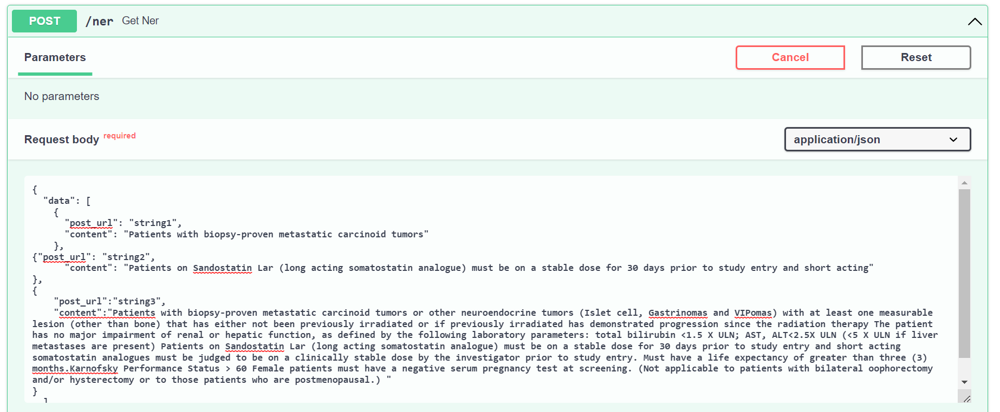 POST /ner Get Ner
Parameters
Cancel
Reset
No parameters
Request body required
application/json
{
  "data": [
    {
      "post_url": "string1",
      "content": "Patients with biopsy-proven metastatic carcinoid tumors"
    },
{"post_url": "string2",
      "content": "Patients on Sandostatin Lar (long acting somatostatin analogue) must be on a stable dose for 30 days prior to study entry and short acting"
},
{
    "post_url":"string3",
    "content":"Patients with biopsy-proven metastatic carcinoid tumors or other neuroendocrine tumors (Islet cell, Gastrinomas and VIPomas) with at least one measurable
lesion (other than bone) that has either not been previously irradiated or if previously irradiated has demonstrated progression since the radiation therapy The patient
has no major impairment of renal or hepatic function, as defined by the following laboratory parameters: total bilirubin <1.5 X ULN; AST, ALT<2.5X ULN (<5 X ULN if liver
metastases are present) Patients on Sandostatin Lar (long acting somatostatin analogue) must be on a stable dose for 30 days prior to study entry and short acting
somatostatin analogues must be judged to be on a clinically stable dose by the investigator prior to study entry. Must have a life expectancy of greater than three (3)
months.Karnofsky Performance Status > 60 Female patients must have a negative serum pregnancy test at screening. (Not applicable to patients with bilateral oophorectomy
and/or hysterectomy or to those patients who are postmenopausal.) "
}
  ]